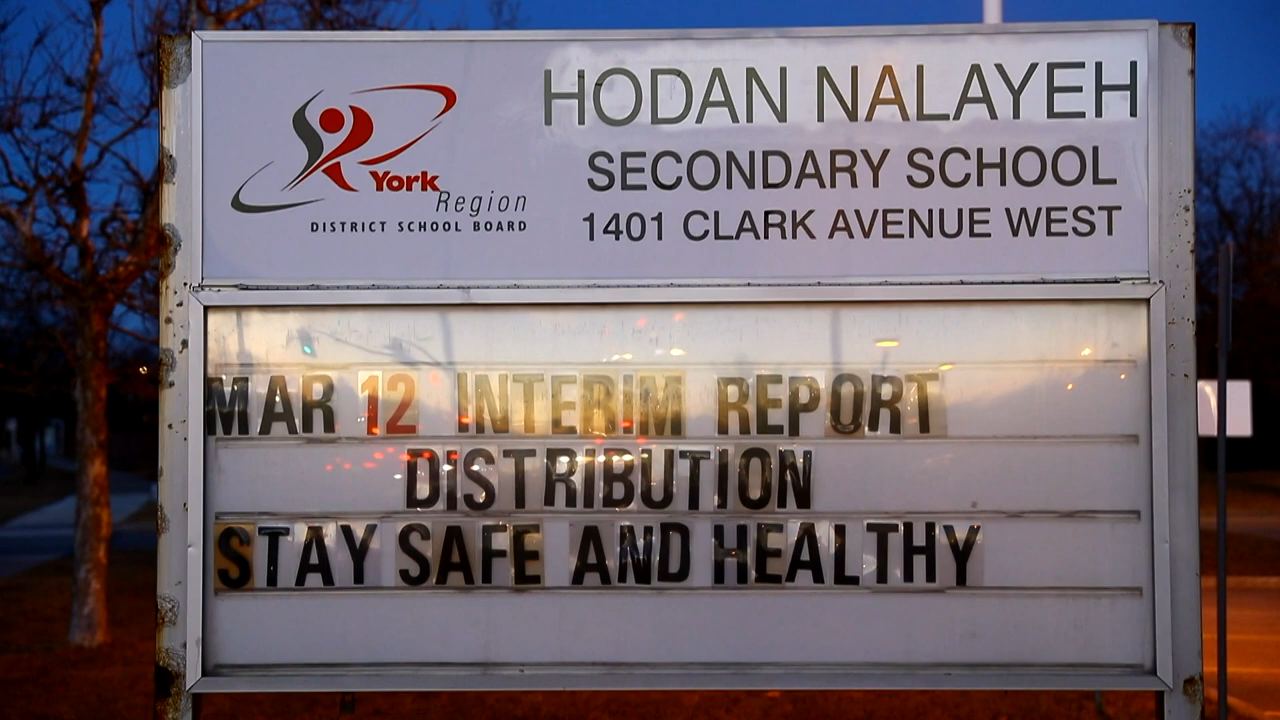 York
Region
DISTRICT SCHOOL BOARD
HODAN NALAYEH
SECONDARY SCHOOL
1401 CLARK AVENUE WEST
MAR 12 INTERIM REPORT
DISTRIBUTION
STAY SAFE AND HEALTHY